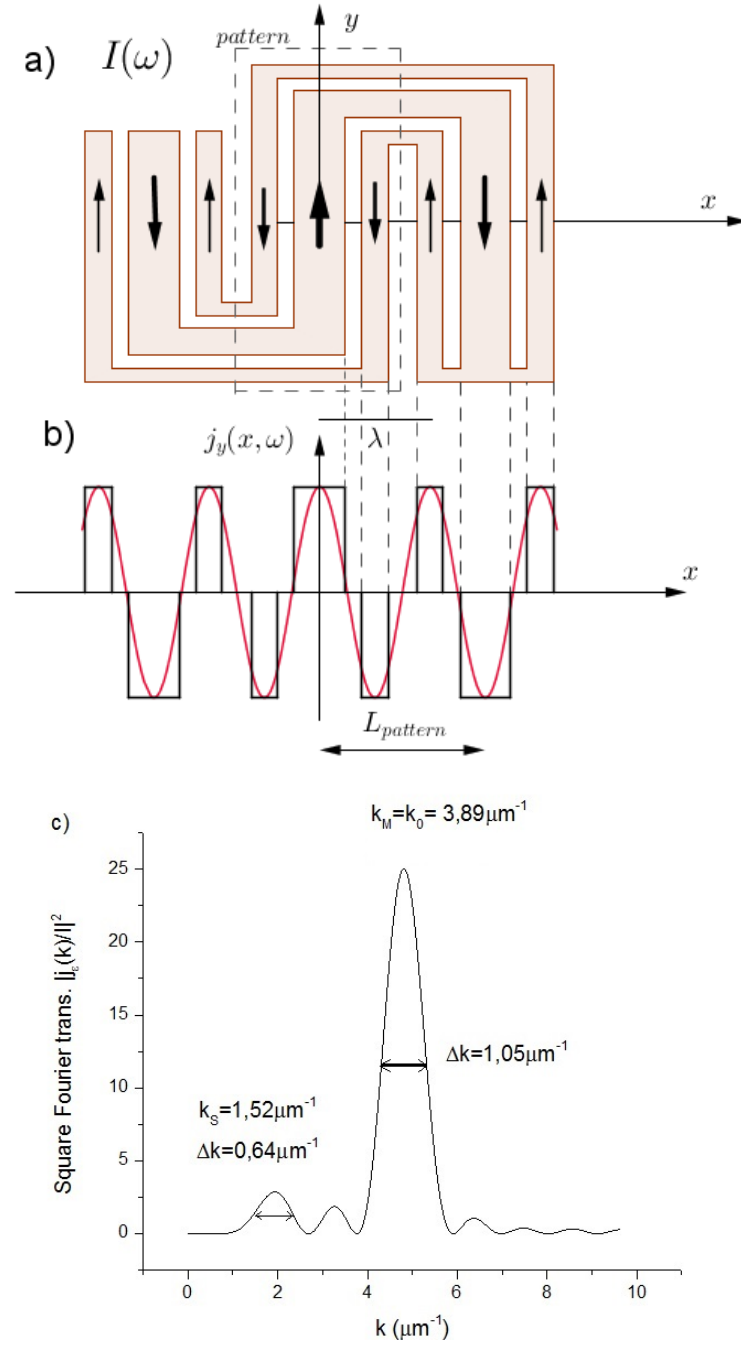 a) I(ω)
pattern
y
x
b)
j_y(x, ω)
λ
x
L_pattern
c)
k_M=k_0= 3,89μm⁻¹
Square Fourier trans. |j_ε(k)/I|²
25
20
15
10
5
0
Δk=1,05μm⁻¹
k_S=1,52μm⁻¹
Δk=0,64μm⁻¹
0 2 4 6 8 10
k (μm⁻¹)